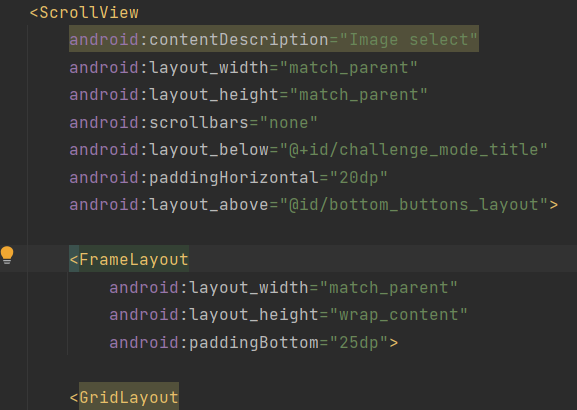 <ScrollView
android:contentDescription="Image select"
android:layout_width="match_parent"
android:layout_height="match_parent"
android:scrollbars="none"
android:layout_below="@+id/challenge_mode_title"
android:paddingHorizontal="20dp"
android:layout_above="@id/bottom_buttons_layout">
<FrameLayout
android:layout_width="match_parent"
android:layout_height="wrap_content"
android:paddingBottom="25dp">
<GridLayout